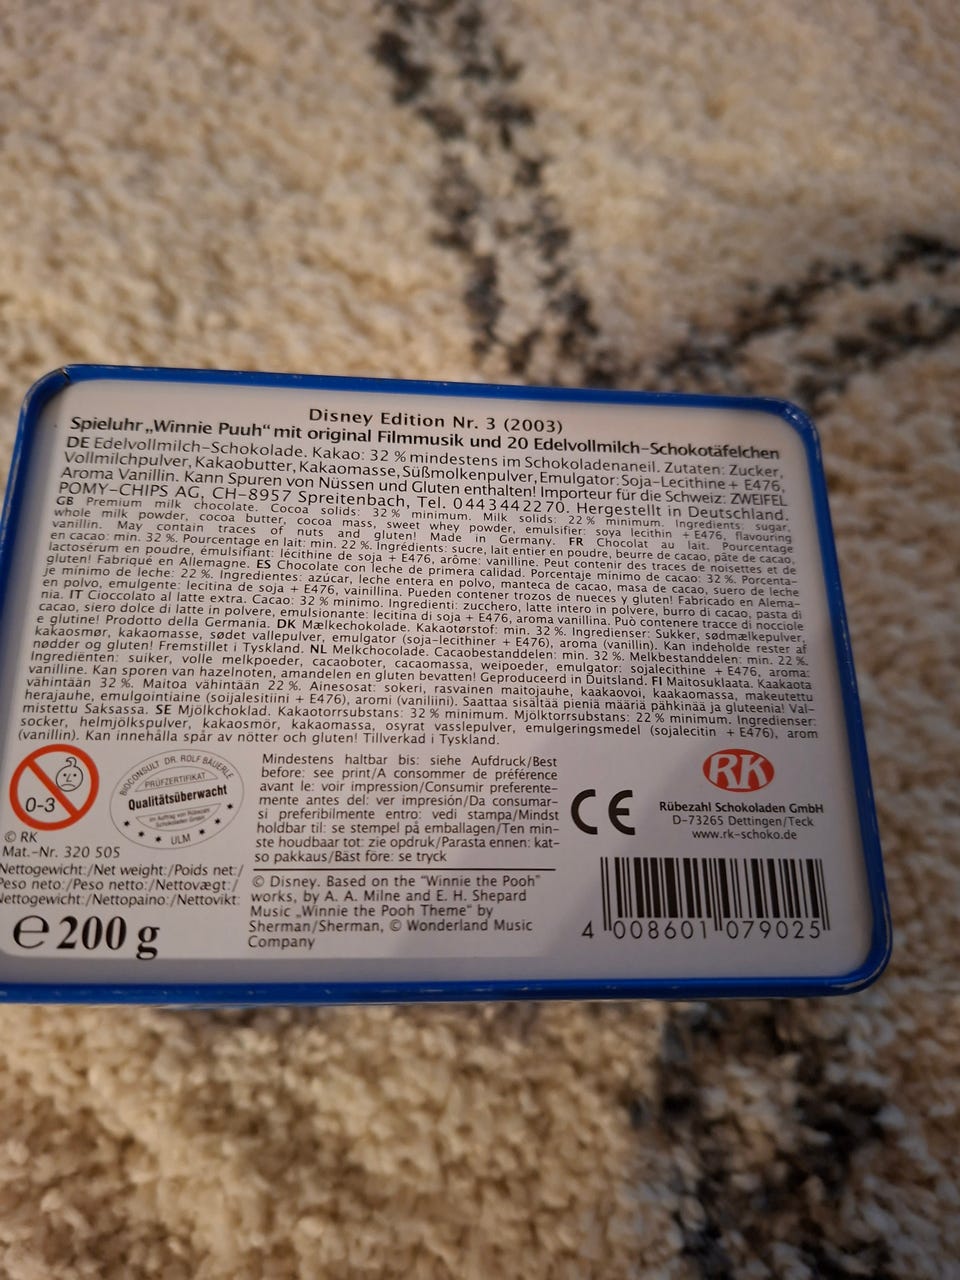 Disney Edition Nr. 3 (2003)
Spieluhr „Winnie Puuh“ mit original Filmmusik und 20 Edelvollmilch-Schokotäfelchen
DE Edelvollmilch-Schokolade. Kakao: 32 % mindestens im Schokoladenaneil. Zutaten: Zucker,
Vollmilchpulver, Kakaobutter, Kakaomasse, Süßmolkenpulver, Emulgator: Soja-Lecithine + E476,
Aroma Vanillin. Kann Spuren von Nüssen und Gluten enthalten! Importeur für die Schweiz: ZWEIFEL
POMY-CHIPS AG, CH-8957 Spreitenbach, Tel. 0443442270. Hergestellt in Deutschland.
GB Premium milk chocolate. Cocoa solids: 32 % minimum. Milk solids: 22 % minimum. Ingredients: sugar,
whole milk powder, cocoa butter, cocoa mass, sweet whey powder, emulsifier: soya lecithin + E476, flavouring
vanillin. May contain traces of nuts and gluten! Made in Germany. FR Chocolat au lait. Pourcentage
en cacao: min. 32 %. Pourcentage en lait: min. 22 %. Ingrédients: sucre, lait entier en poudre, beurre de cacao, pâte de cacao,
lactosérum en poudre, émulsifiant: lécithine de soja + E476, arôme: vanilline. Peut contenir des traces de noisettes et de
gluten! Fabriqué en Allemagne. ES Chocolate con leche de primera calidad. Porcentaje mínimo de cacao: 32 %. Porcenta-
je mínimo de leche: 22 %. Ingredientes: azúcar, leche entera en polvo, manteca de cacao, masa de cacao, suero de leche
en polvo, emulgente: lecitina de soja + E476, vainillina. Pueden contener trozos de nueces y gluten! Fabricado en Alema-
nia. IT Cioccolato al latte extra. Cacao: 32 % minimo. Ingredienti: zucchero, latte intero in polvere, burro di cacao, pasta di
cacao, siero dolce di latte in polvere, emulsionante: lecitina di soja + E476, aroma vanillina. Può contenere tracce di nocciole
e glutine! Prodotto della Germania. DK Mælkechokolade. Kakaotørstof: min. 32 %. Ingredienser: Sukker, sødmælkepulver,
kakaosmør, kakaomasse, sødet vallepulver, emulgator (soja-lecithiner + E476), aroma (vanillin). Kan indeholde rester af
nødder og gluten! Fremstillet i Tyskland. NL Melkchocolade. Cacaobestanddelen: min. 32 %. Melkbestanddelen: min. 22 %.
Ingrediënten: suiker, volle melkpoeder, cacaoboter, cacaomassa, weipoeder, emulgator: sojalecithine + E476, aroma:
vanilline. Kan sporen van hazelnoten, amandelen en gluten bevatten! Geproduceerd in Duitsland. FI Maitosuklaata. Kaakaota
vähintään 32 %. Maitoa vähintään 22 %. Ainesosat: sokeri, rasvainen maitojauhe, kaakaovoi, kaakaomassa, makeutettu
herajauhe, emulgointiaine (sojalesitiini + E476), aromi (vaniliini). Saattaa sisältää pieniä määriä pähkinää ja gluteenia! Val-
mistettu Saksassa. SE Mjölkchoklad. Kakaotorrsubstans: 32 % minimum. Mjölktorrsubstans: 22 % minimum. Ingredienser:
socker, helmjölkspulver, kakaosmör, kakaomassa, osyrat vasslepulver, emulgeringsmedel (sojalecitin + E476), arom
(vanillin). Kan innehålla spår av nötter och gluten! Tillverkad i Tyskland.
0-3
© RK
Mat.-Nr. 320 505
BIOCONSULT DR. ROLF BÄUERLE
PRÜFZERTIFIKAT
Qualitätsüberwacht
im Auftrag von Rübezahl
Schokoladen GmbH
ULM
Nettogewicht:/Net weight:/Poids net:/
Peso neto:/Peso netto:/Nettovægt:/
Nettogewicht:/Nettopaino:/Nettovikt:
e 200 g
Mindestens haltbar bis: siehe Aufdruck/Best
before: see print/A consommer de préférence
avant le: voir impression/Consumir preferente-
mente antes del: ver impresión/Da consumar-
si preferibilmente entro: vedi stampa/Mindst
holdbar til: se stempel på emballagen/Ten min-
ste houdbaar tot: zie opdruk/Parasta ennen: kat-
so pakkaus/Bäst före: se tryck
© Disney. Based on the “Winnie the Pooh”
works, by A. A. Milne and E. H. Shepard
Music „Winnie the Pooh Theme“ by
Sherman/Sherman, © Wonderland Music
Company
CE
RK
Rübezahl Schokoladen GmbH
D-73265 Dettingen/Teck
www.rk-schoko.de
4 008601 079025